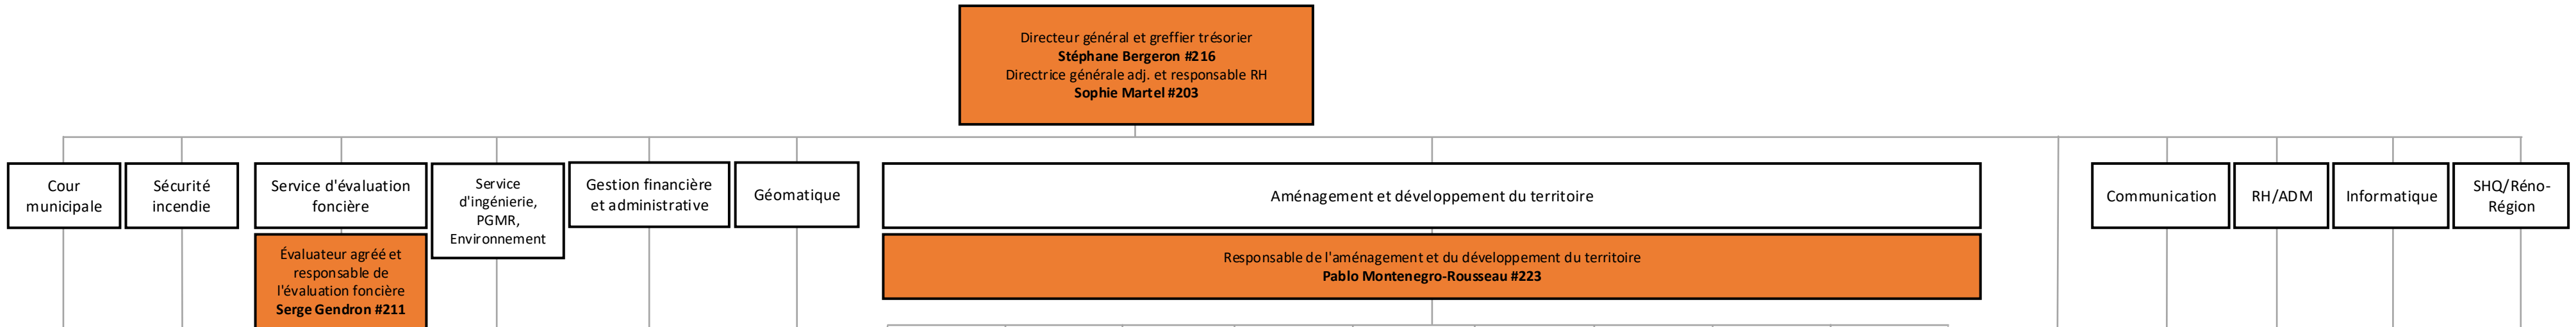 Directeur général et greffier trésorier
Stéphane Bergeron #216
Directrice générale adj. et responsable RH
Sophie Martel #203
Cour
municipale
Sécurité
incendie
Service d'évaluation
foncière
Service
d'ingénierie,
PGMR,
Environnement
Gestion financière
et administrative
Géomatique
Aménagement et développement du territoire
Communication
RH/ADM
Informatique
SHQ/Réno-
Région
Évaluateur agréé et
responsable de
l'évaluation foncière
Serge Gendron #211
Responsable de l'aménagement et du développement du territoire
Pablo Montenegro-Rousseau #223